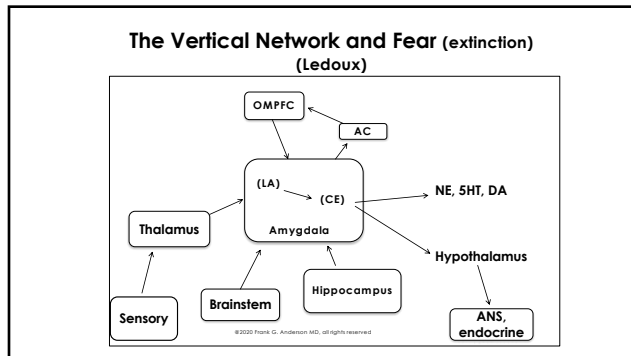 The Vertical Network and Fear (extinction)
(Ledoux)
OMPFC
AC
(LA)
(CE)
Amygdala
NE, 5HT, DA
Thalamus
Hypothalamus
Sensory
Brainstem
Hippocampus
ANS,
endocrine
©2020 Frank G. Anderson MD, all rights reserved